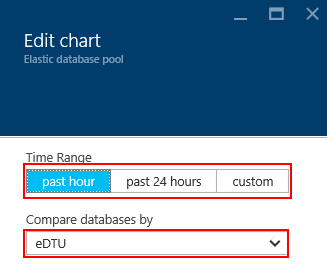 Edit chart
Elastic database pool
Time Range
past hour past 24 hours custom
Compare databases by
eDTU